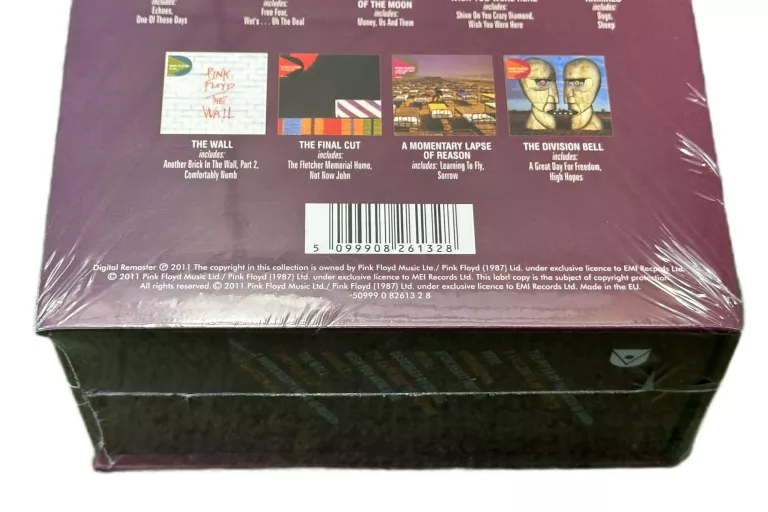 includes:
Echoes,
One Of These Days
includes:
Free Four,
Wot's... Uh The Deal
OF THE MOON
includes:
Money, Us And Them
includes:
Shine On You Crazy Diamond,
Wish You Were Here
includes:
Dogs,
Sheep
PINK
FLOYD
THE
WALL
THE WALL
includes:
Another Brick In The Wall, Part 2,
Comfortably Numb
THE FINAL CUT
includes:
The Fletcher Memorial Home,
Not Now John
A MOMENTARY LAPSE
OF REASON
includes: Learning To Fly,
Sorrow
THE DIVISION BELL
includes:
A Great Day For Freedom,
High Hopes
5 099908 261328
Digital Remaster ℗ 2011 The copyright in this collection is owned by Pink Floyd Music Ltd./ Pink Floyd (1987) Ltd. under exclusive licence to EMI Records Ltd.
© 2011 Pink Floyd Music Ltd./ Pink Floyd (1987) Ltd. under exclusive licence to MEI Records Ltd. This label copy is the subject of copyright protection.
All rights reserved. © 2011 Pink Floyd Music Ltd./ Pink Floyd (1987) Ltd. under exclusive licence to EMI Records Ltd. Made in the EU.
-50999 0 82613 2 8